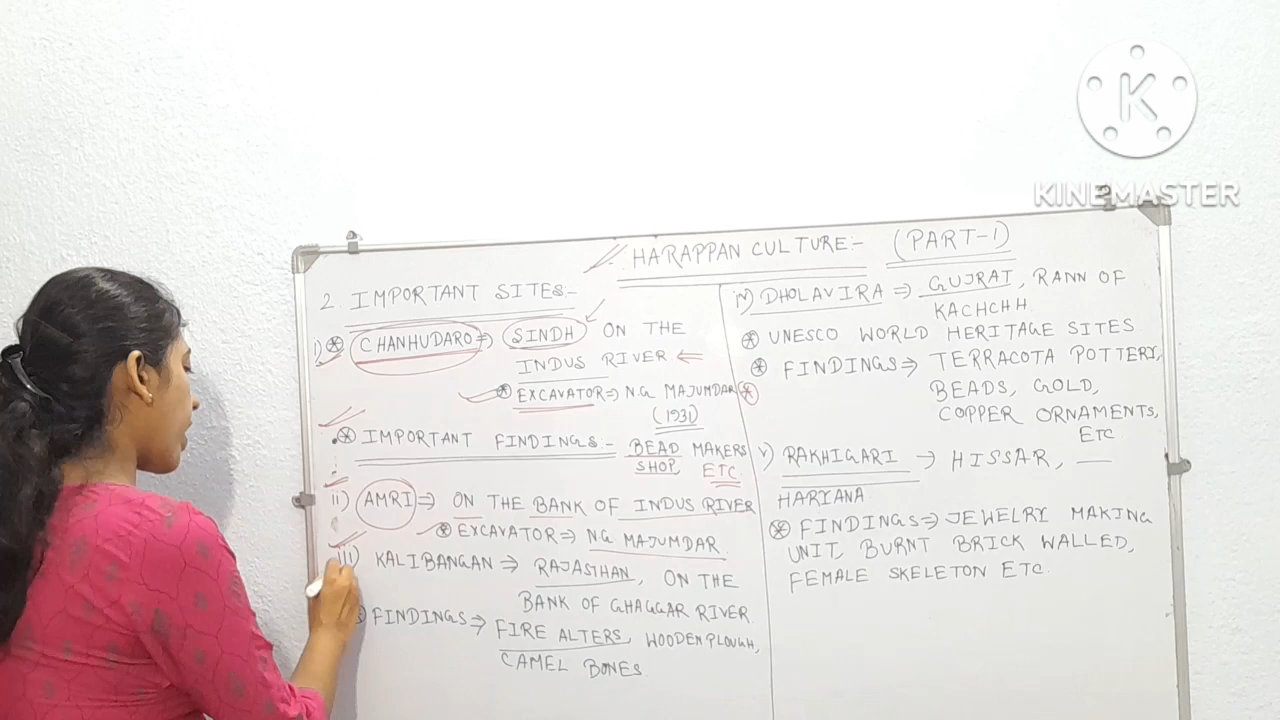 K
KINEMASTER
HARAPPAN CULTURE:- (PART-1)
2. IMPORTANT SITES:-
i) CHANHUDARO ⇒ SINDH ON THE
INDUS RIVER ⇐
EXCAVATOR ⇒ N.G. MAJUMDAR
(1931)
IMPORTANT FINDINGS:- BEAD MAKERS
SHOP ETC
ii) AMRI ⇒ ON THE BANK OF INDUS RIVER
EXCAVATOR ⇒ N.G. MAJUMDAR.
iii) KALIBANGAN ⇒ RAJASTHAN, ON THE
BANK OF GHAGGAR RIVER.
FINDINGS ⇒ FIRE ALTERS, WOODEN PLOUGH,
CAMEL BONES.
iv) DHOLAVIRA ⇒ GUJRAT, RANN OF
KACHCHH
UNESCO WORLD HERITAGE SITES
FINDINGS ⇒ TERRACOTA POTTERY,
BEADS, GOLD,
COPPER ORNAMENTS,
ETC
v) RAKHIGARI → HISSAR, —
HARYANA
FINDINGS ⇒ JEWELRY MAKING
UNIT, BURNT BRICK WALLED,
FEMALE SKELETON ETC.